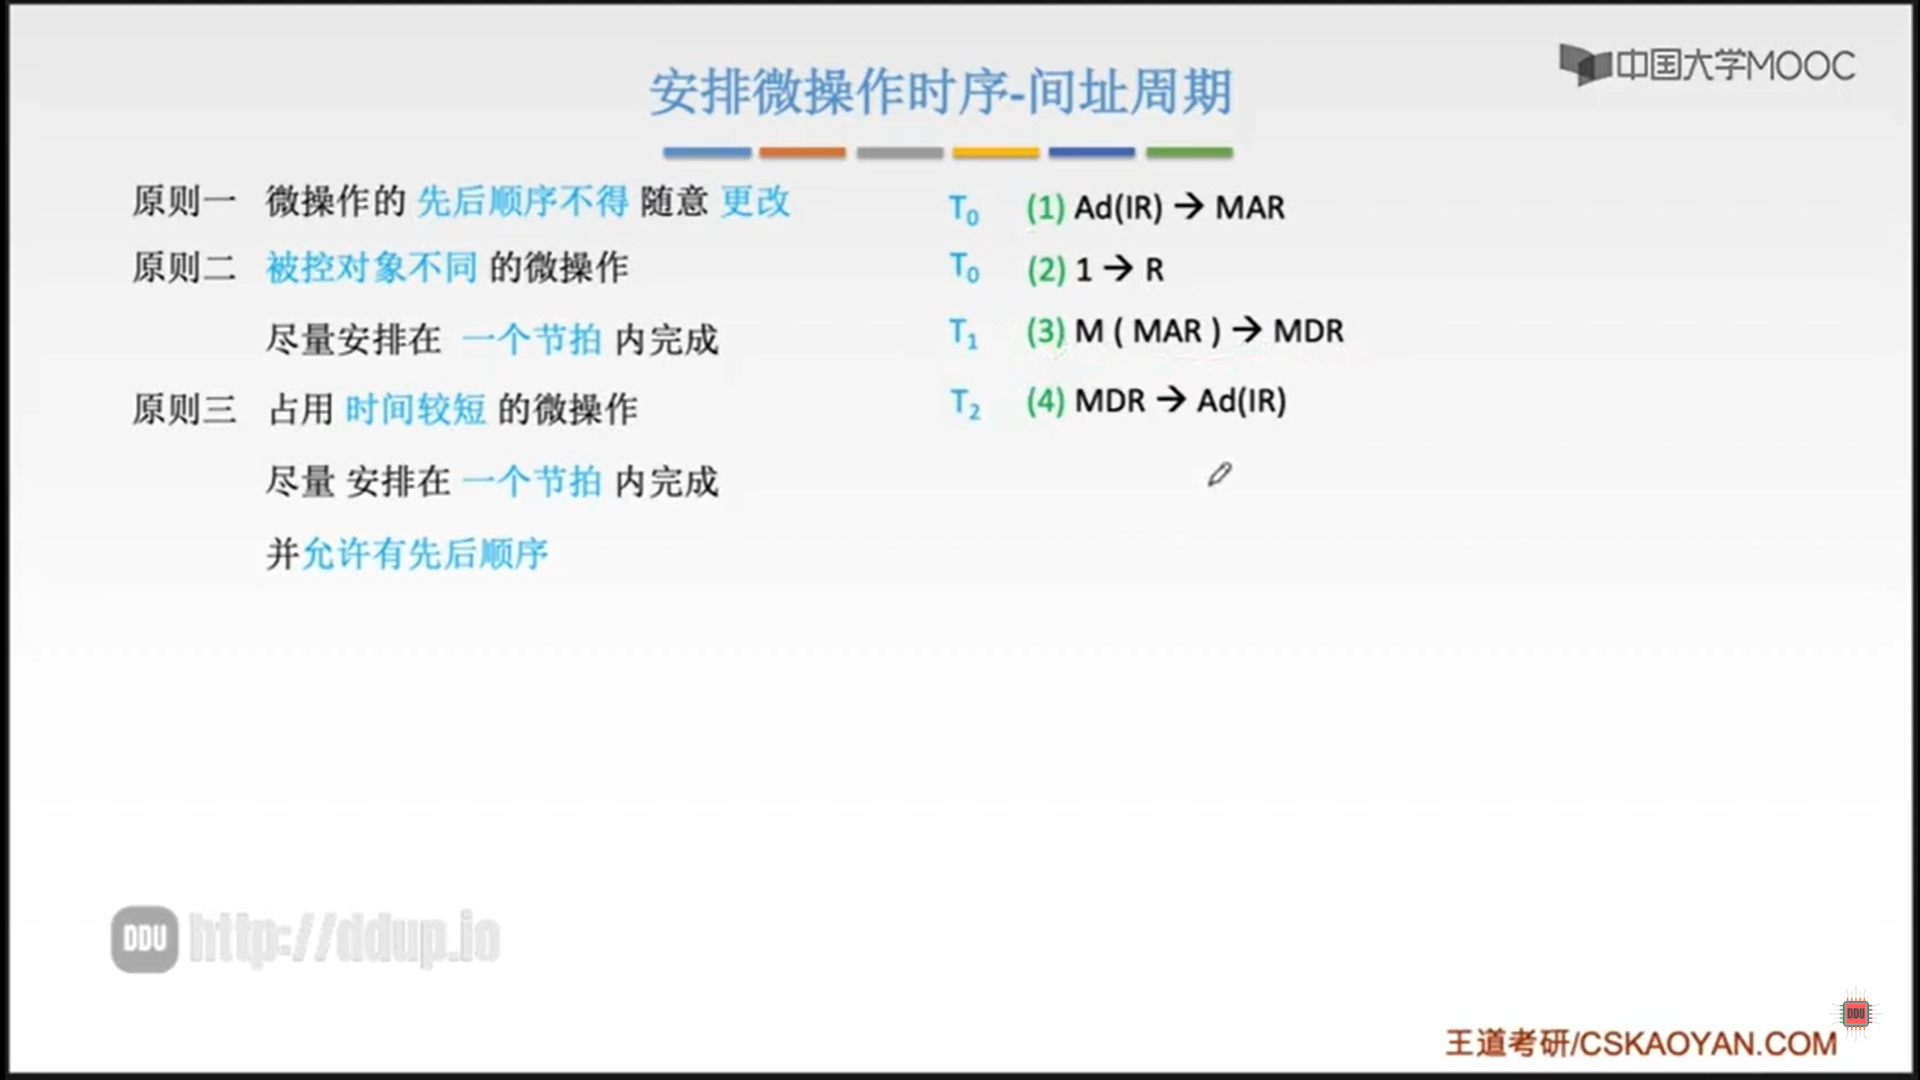 中国大学MOOC
安排微操作时序-间址周期
原则一 微操作的 先后顺序不得 随意 更改
原则二 被控对象不同 的微操作
尽量安排在 一个节拍 内完成
原则三 占用 时间较短 的微操作
尽量 安排在 一个节拍 内完成
并允许有先后顺序
T₀ (1) Ad(IR) → MAR
T₀ (2) 1 → R
T₁ (3) M ( MAR ) → MDR
T₂ (4) MDR → Ad(IR)
DDU http://ddup.io
DDU
王道考研/CSKAOYAN.COM